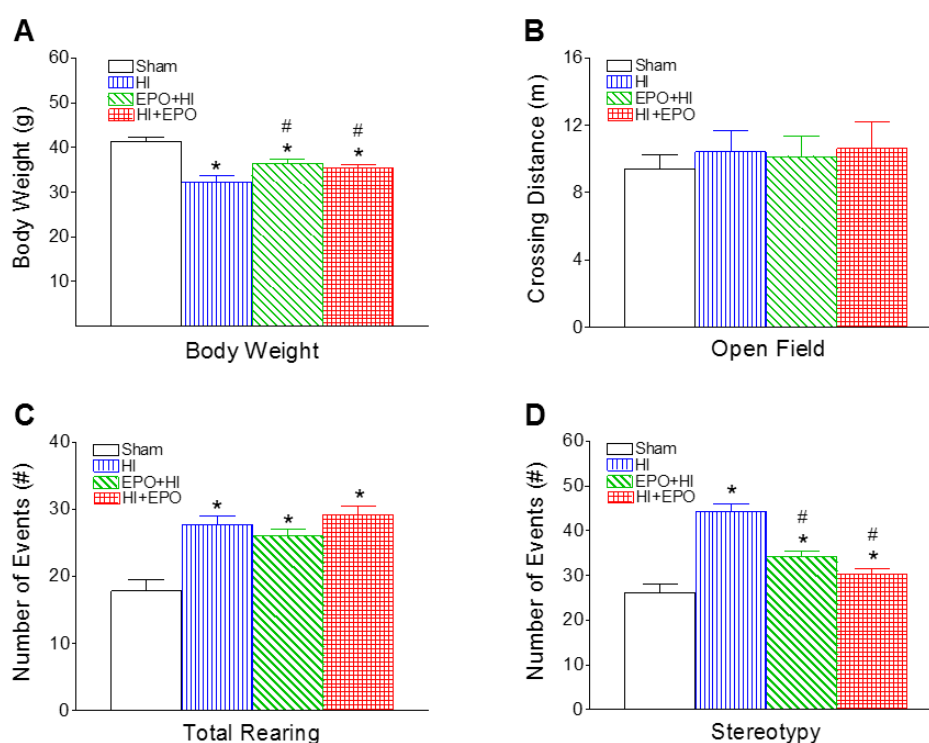 A
60
50
40
30
20
10
Body Weight (g)
Sham
HI
EPO+HI
HI+EPO
*
#
*
#
*
Body Weight
B
16
12
8
4
0
Crossing Distance (m)
Sham
HI
EPO+HI
HI+EPO
Open Field
C
40
30
20
10
0
Number of Events (#)
Sham
HI
EPO+HI
HI+EPO
*
*
*
Total Rearing
D
60
50
40
30
20
10
0
Number of Events (#)
Sham
HI
EPO+HI
HI+EPO
*
#
*
#
*
Stereotypy